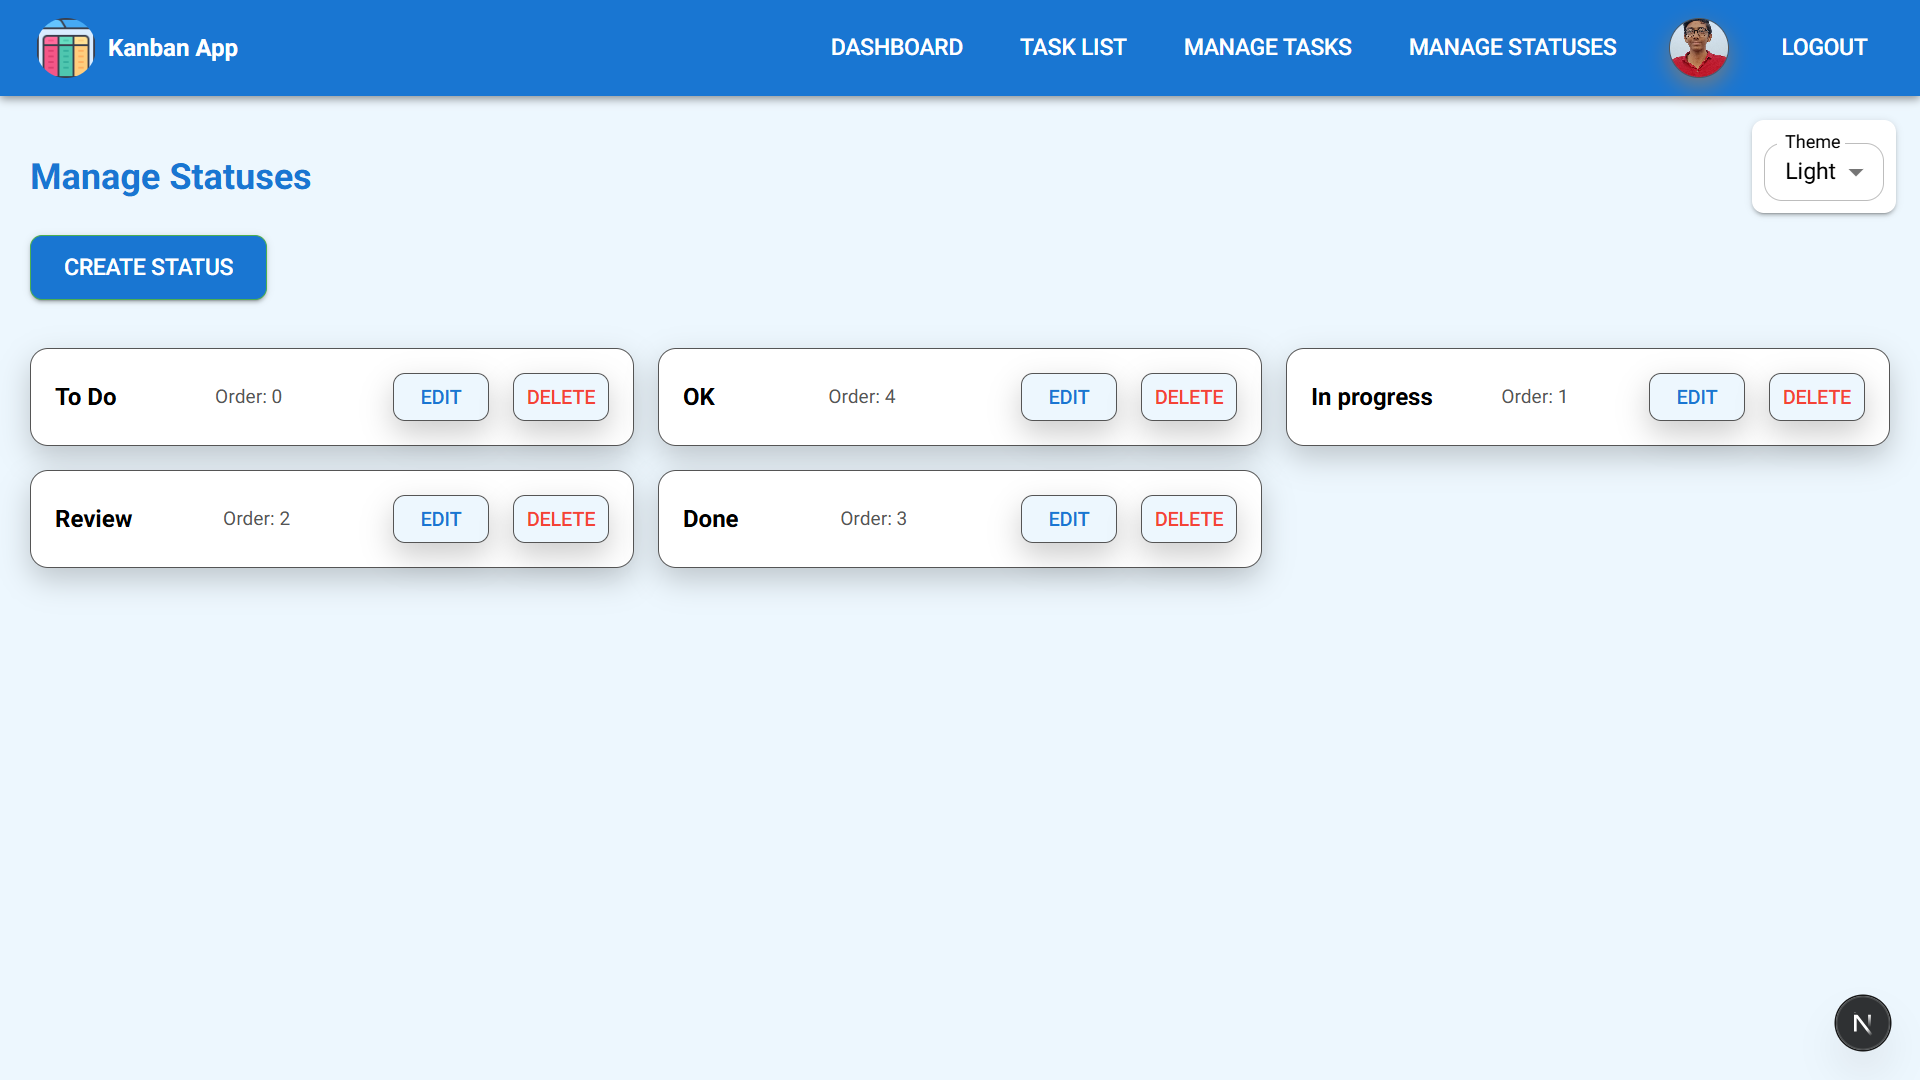 Kanban App
DASHBOARD
TASK LIST
MANAGE TASKS
MANAGE STATUSES
LOGOUT
Theme
Light
Manage Statuses
CREATE STATUS
To Do Order: 0 EDIT DELETE
OK Order: 4 EDIT DELETE
In progress Order: 1 EDIT DELETE
Review Order: 2 EDIT DELETE
Done Order: 3 EDIT DELETE
N